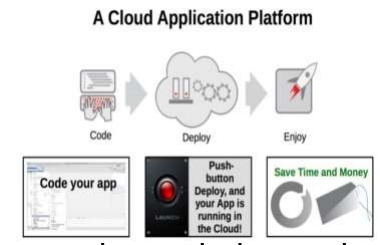 A Cloud Application Platform
Code
Deploy
Enjoy
Code your app
Push-
button
Deploy, and
your App is
running in
the Cloud!
LAUNCH
Save Time and Money